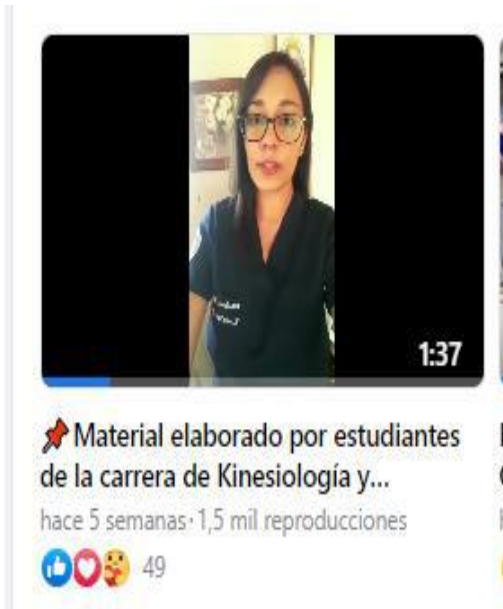 1:37
Material elaborado por estudiantes
de la carrera de Kinesiología y...
hace 5 semanas · 1,5 mil reproducciones
49